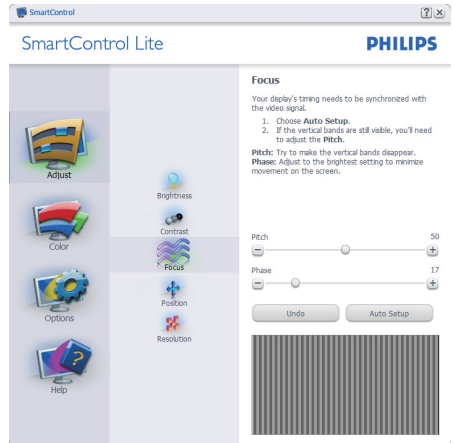 SmartControl
? ×
SmartControl Lite
PHILIPS
Adjust
Color
Options
Help
Brightness
Contrast
Focus
Position
Resolution
Focus
Your display's timing needs to be synchronized with
the video signal.
1. Choose Auto Setup.
2. If the vertical bands are still visible, you'll need
to adjust the Pitch.
Pitch: Try to make the vertical bands disappear.
Phase: Adjust to the brightest setting to minimize
movement on the screen.
Pitch 50
Phase 17
Undo Auto Setup